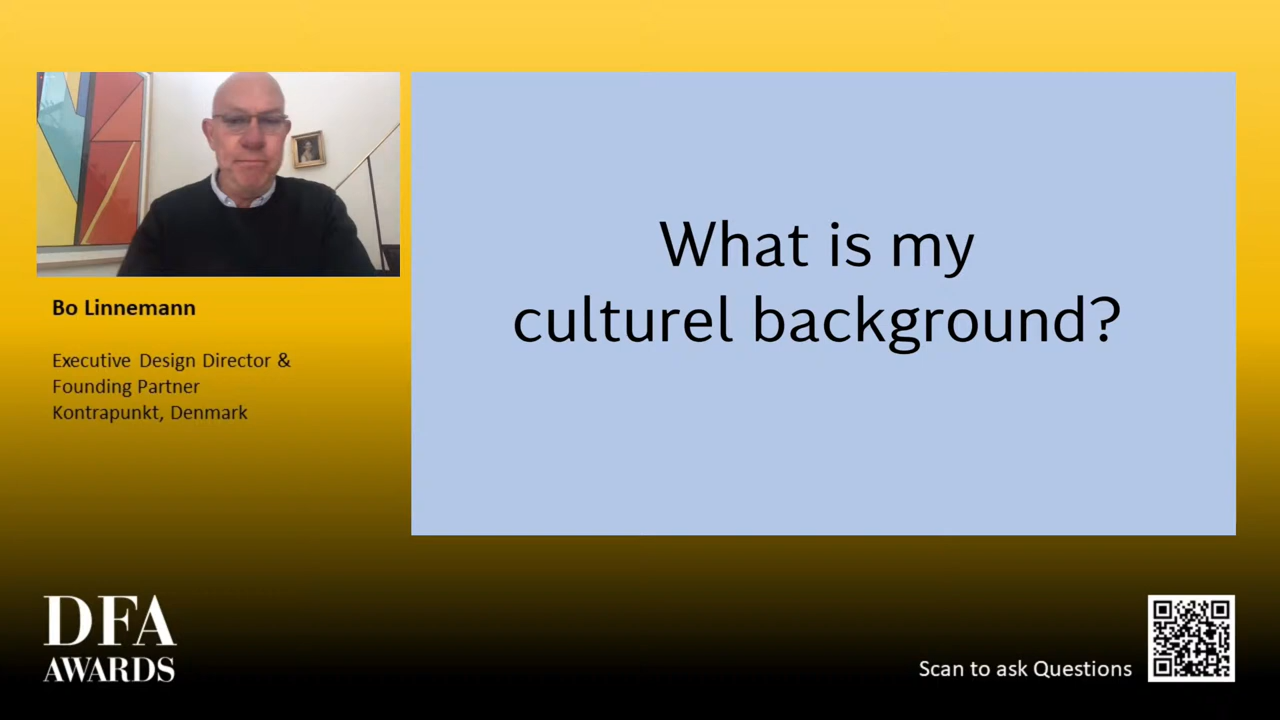 Bo Linnemann
Executive Design Director &
Founding Partner
Kontrapunkt, Denmark
What is my
culturel background?
DFA
AWARDS
Scan to ask Questions